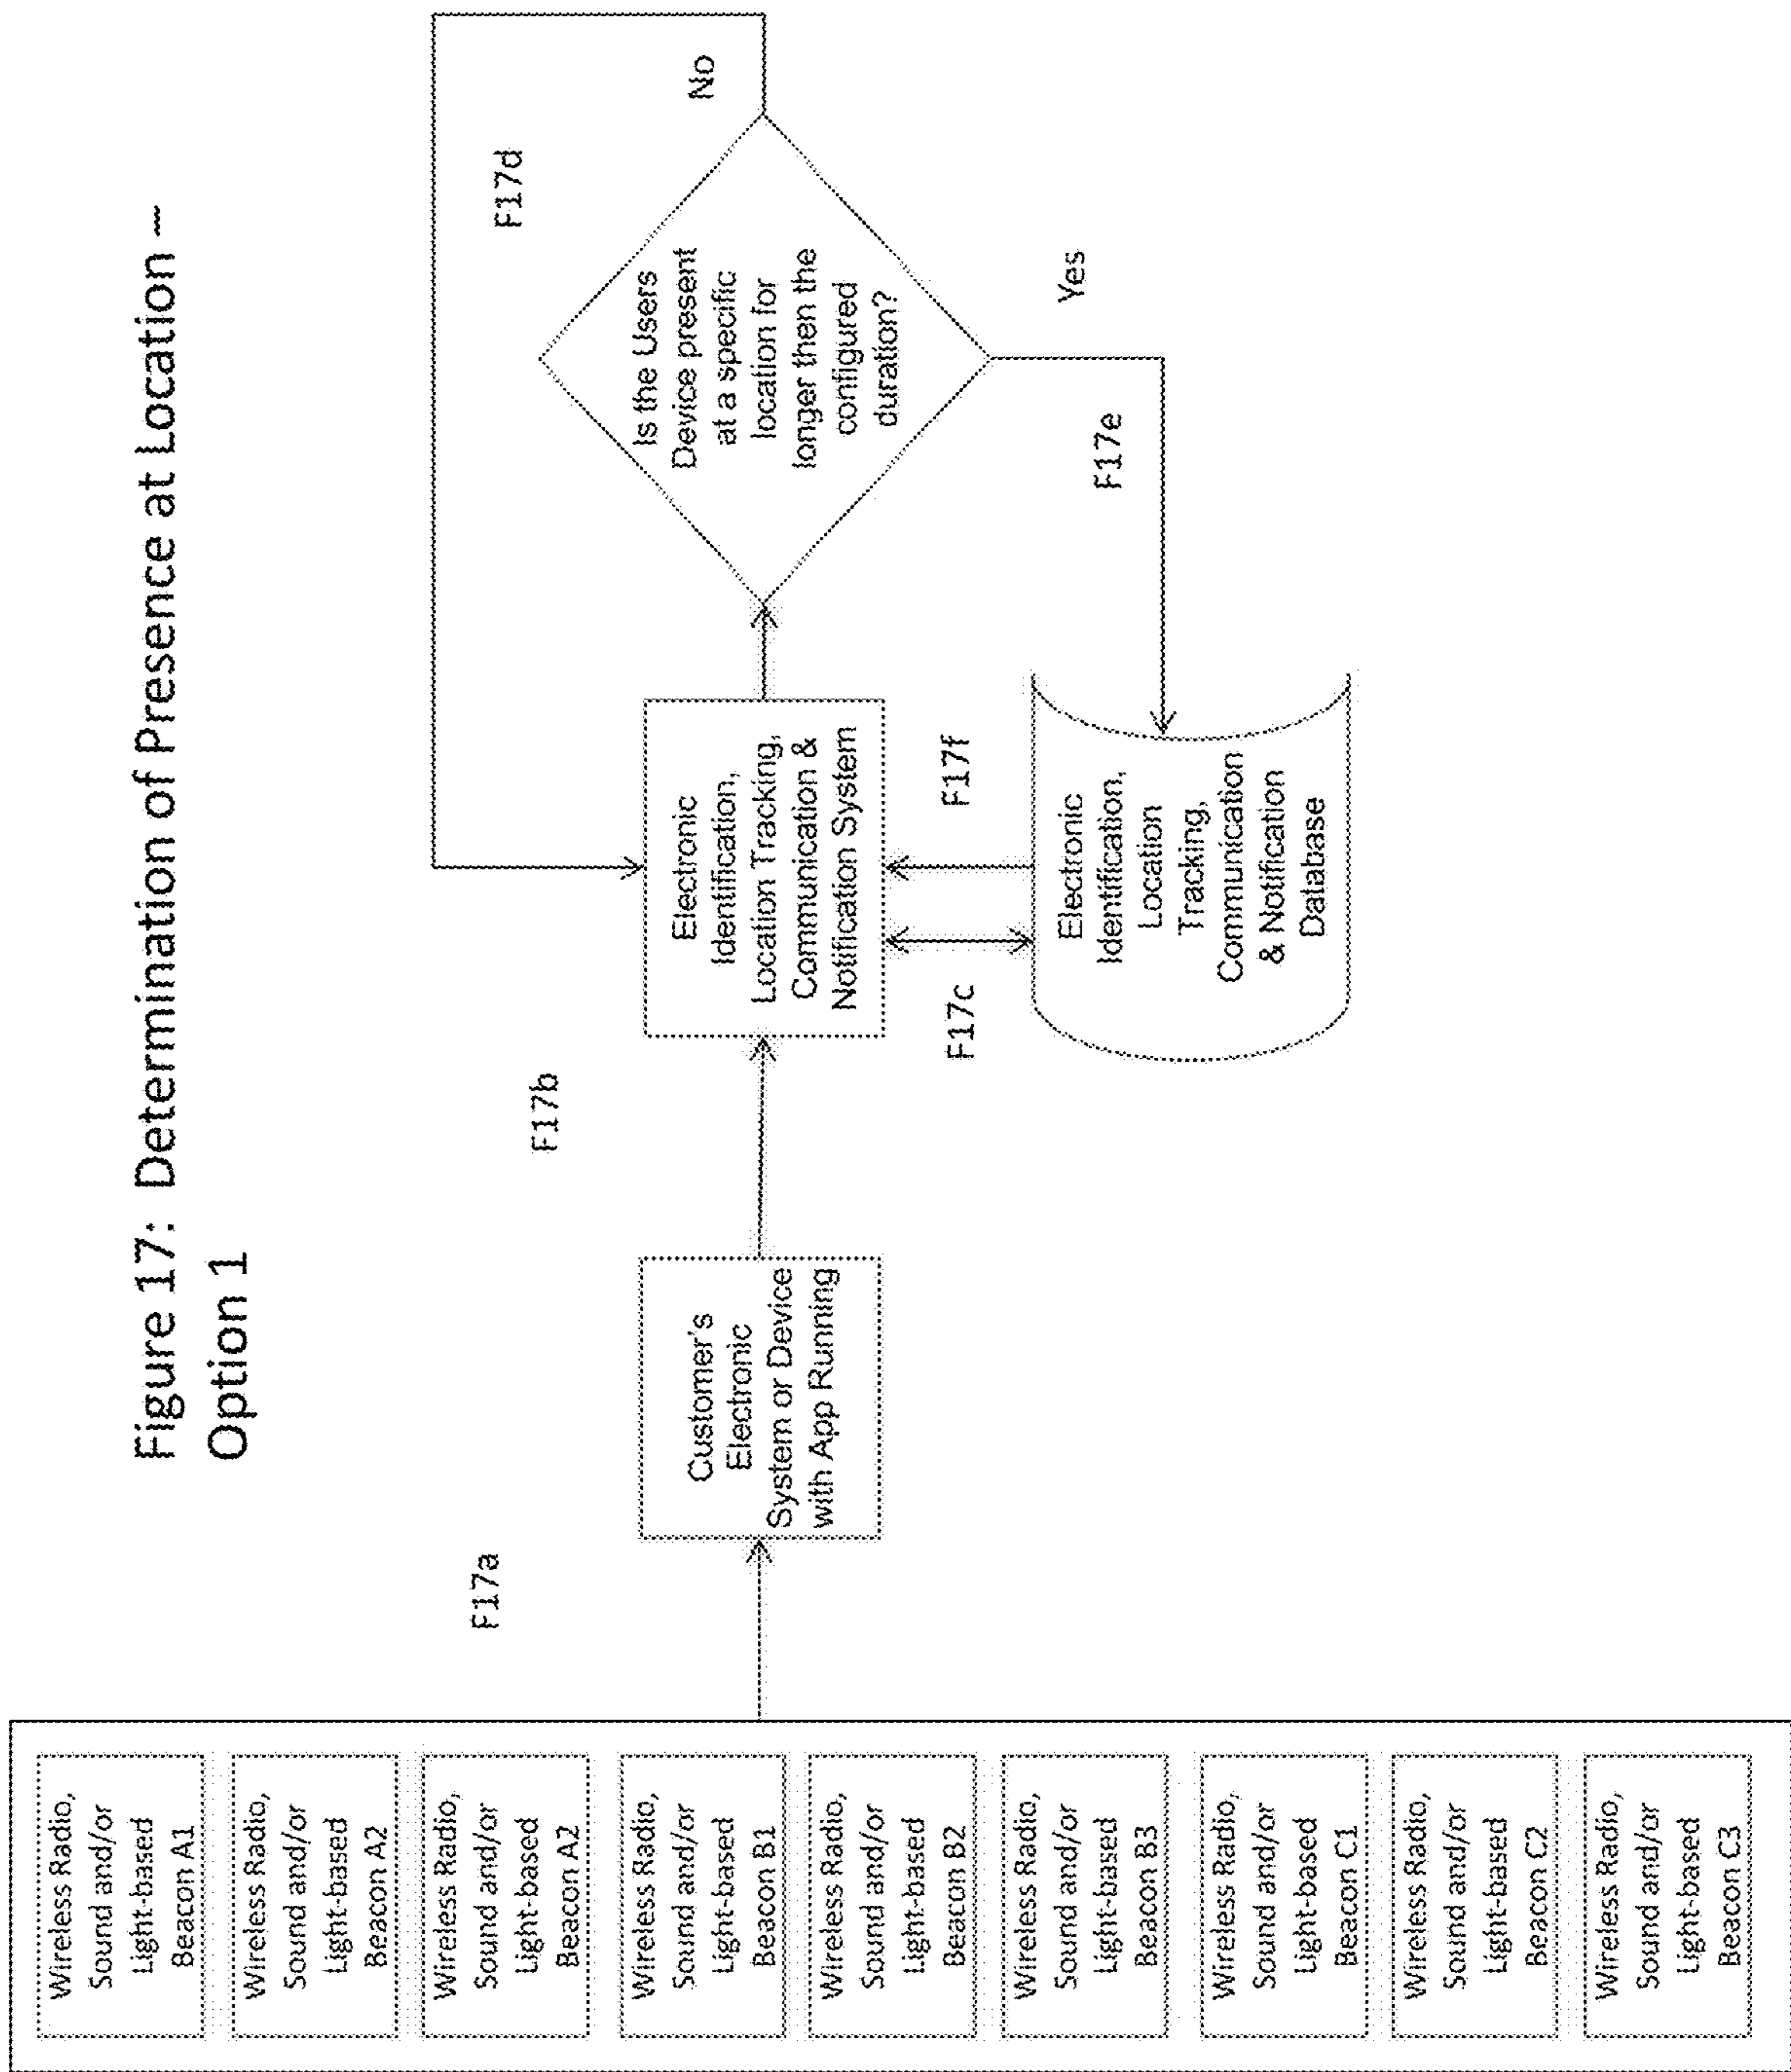 Figure 17: Determination of Presence at Location –
Option 1
Wireless Radio,
Sound and/or
Light-based
Beacon A1
Wireless Radio,
Sound and/or
Light-based
Beacon A2
Wireless Radio,
Sound and/or
Light-based
Beacon A2
Wireless Radio,
Sound and/or
Light-based
Beacon B1
Wireless Radio,
Sound and/or
Light-based
Beacon B2
Wireless Radio,
Sound and/or
Light-based
Beacon B3
Wireless Radio,
Sound and/or
Light-based
Beacon C1
Wireless Radio,
Sound and/or
Light-based
Beacon C2
Wireless Radio,
Sound and/or
Light-based
Beacon C3
F17a
Customer's
Electronic
System or Device
with App Running
F17b
Electronic
Identification,
Location Tracking,
Communication &
Notification System
F17c
F17f
Electronic
Identification,
Location
Tracking,
Communication
& Notification
Database
F17d
No
Is the Users
Device present
at a specific
location for
longer then the
configured
duration?
Yes
F17e